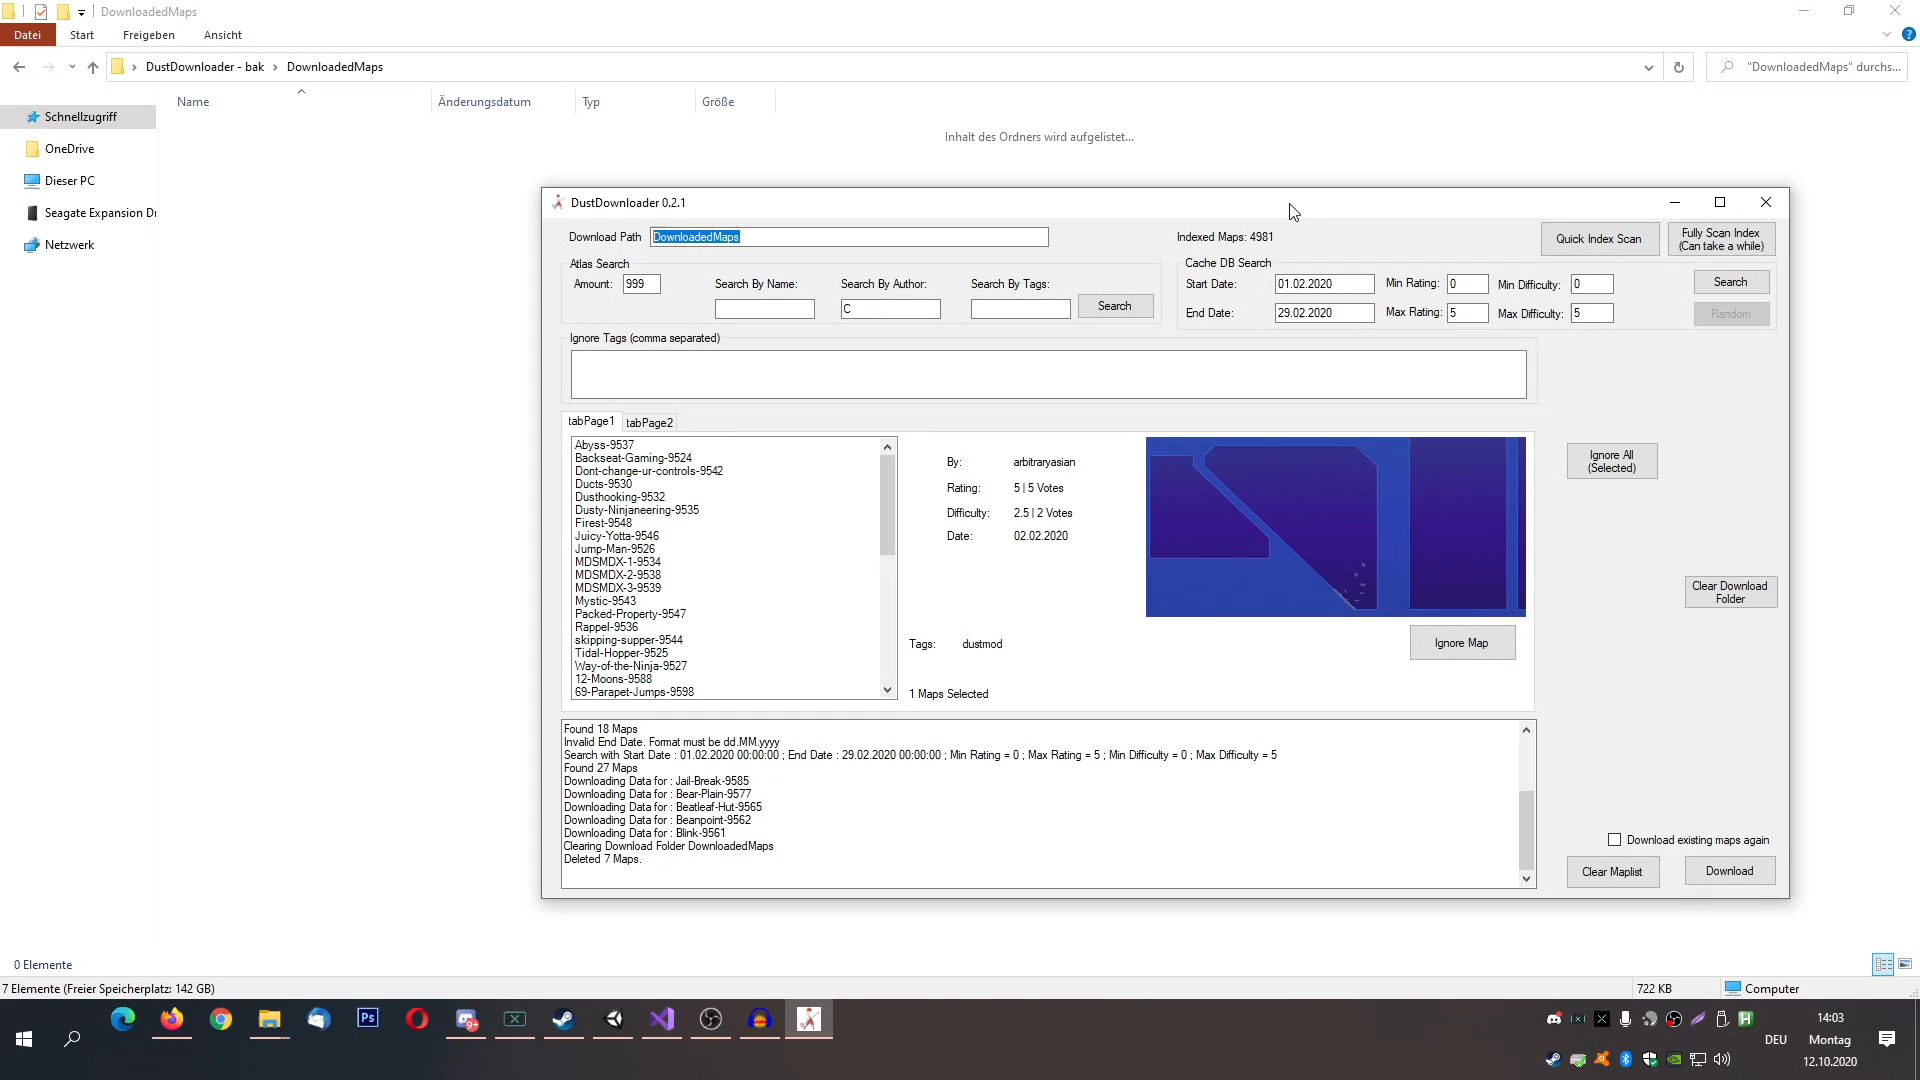 DownloadedMaps
Datei Start Freigeben Ansicht
DustDownloader - bak › DownloadedMaps
"DownloadedMaps" durchs...
Name Änderungsdatum Typ Größe
Inhalt des Ordners wird aufgelistet...
Schnellzugriff
OneDrive
Dieser PC
Seagate Expansion Dr
Netzwerk
DustDownloader 0.2.1
Download Path DownloadedMaps
Indexed Maps: 4981
Quick Index Scan
Fully Scan Index
(Can take a while)
Atlas Search
Amount: 999
Search By Name:
Search By Author:
C
Search By Tags:
Search
Cache DB Search
Start Date: 01.02.2020 Min Rating: 0 Min Difficulty: 0 Search
End Date: 29.02.2020 Max Rating: 5 Max Difficulty: 5 Random
Ignore Tags (comma separated)
tabPage1 tabPage2
Abyss-9537
Backseat-Gaming-9524
Dont-change-ur-controls-9542
Ducts-9530
Dusthooking-9532
Dusty-Ninjaneering-9535
Firest-9548
Juicy-Yotta-9546
Jump-Man-9526
MDSMDX-1-9534
MDSMDX-2-9538
MDSMDX-3-9539
Mystic-9543
Packed-Property-9547
Rappel-9536
skipping-supper-9544
Tidal-Hopper-9525
Way-of-the-Ninja-9527
12-Moons-9588
69-Parapet-Jumps-9598
By: arbitraryasian
Rating: 5 | 5 Votes
Difficulty: 2.5 | 2 Votes
Date: 02.02.2020
Tags: dustmod
1 Maps Selected
Ignore Map
Ignore All
(Selected)
Clear Download
Folder
Found 18 Maps
Invalid End Date. Format must be dd.MM.yyyy
Search with Start Date : 01.02.2020 00:00:00 ; End Date : 29.02.2020 00:00:00 ; Min Rating = 0 ; Max Rating = 5 ; Min Difficulty = 0 ; Max Difficulty = 5
Found 27 Maps
Downloading Data for : Jail-Break-9585
Downloading Data for : Bear-Plain-9577
Downloading Data for : Beatleaf-Hut-9565
Downloading Data for : Beanpoint-9562
Downloading Data for : Blink-9561
Clearing Download Folder DownloadedMaps
Deleted 7 Maps.
Download existing maps again
Clear Maplist
Download
0 Elemente
7 Elemente (Freier Speicherplatz: 142 GB)
722 KB
Computer
Ps
9+
DEU
14:03
Montag
12.10.2020